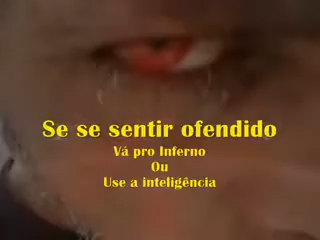 Se se sentir ofendido
Vá pro Inferno
Ou
Use a inteligência